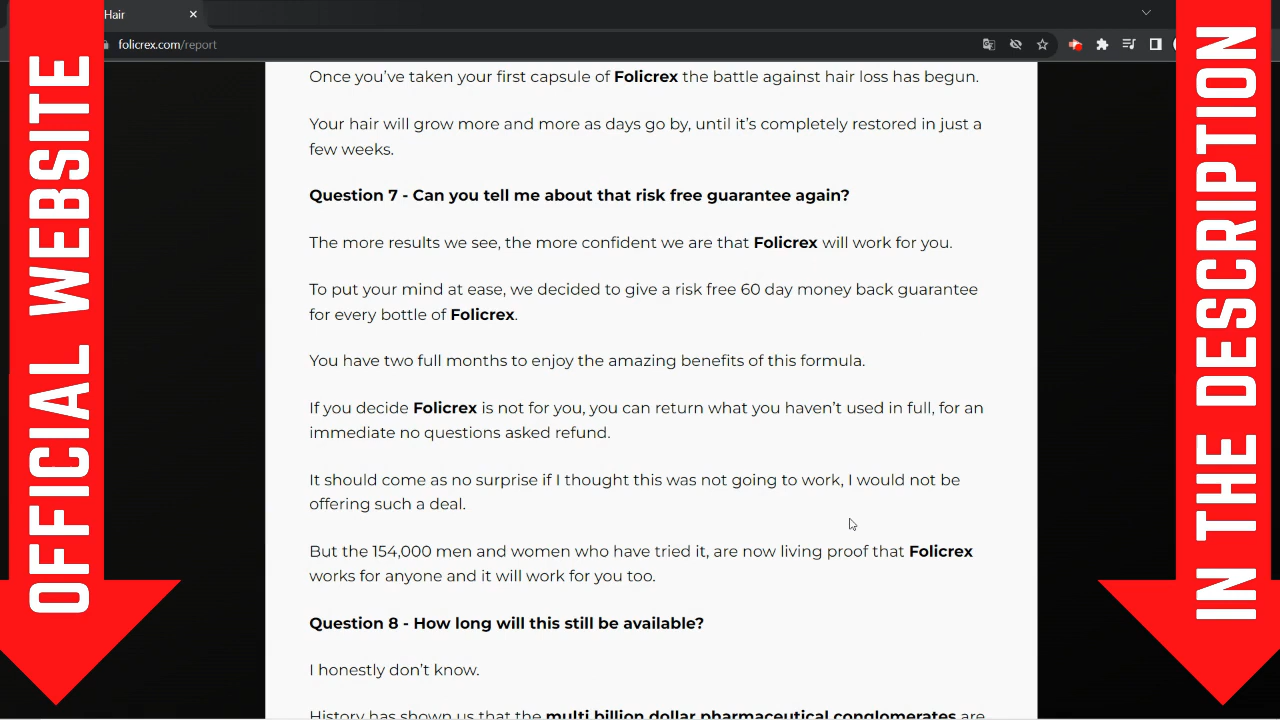 Hair
folicrex.com/report
OFFICIAL WEBSITE
IN THE DESCRIPTION
Once you’ve taken your first capsule of Folicrex the battle against hair loss has begun.
Your hair will grow more and more as days go by, until it’s completely restored in just a
few weeks.
Question 7 - Can you tell me about that risk free guarantee again?
The more results we see, the more confident we are that Folicrex will work for you.
To put your mind at ease, we decided to give a risk free 60 day money back guarantee
for every bottle of Folicrex.
You have two full months to enjoy the amazing benefits of this formula.
If you decide Folicrex is not for you, you can return what you haven’t used in full, for an
immediate no questions asked refund.
It should come as no surprise if I thought this was not going to work, I would not be
offering such a deal.
But the 154,000 men and women who have tried it, are now living proof that Folicrex
works for anyone and it will work for you too.
Question 8 - How long will this still be available?
I honestly don’t know.
History has shown us that the multi billion dollar pharmaceutical conglomerates are